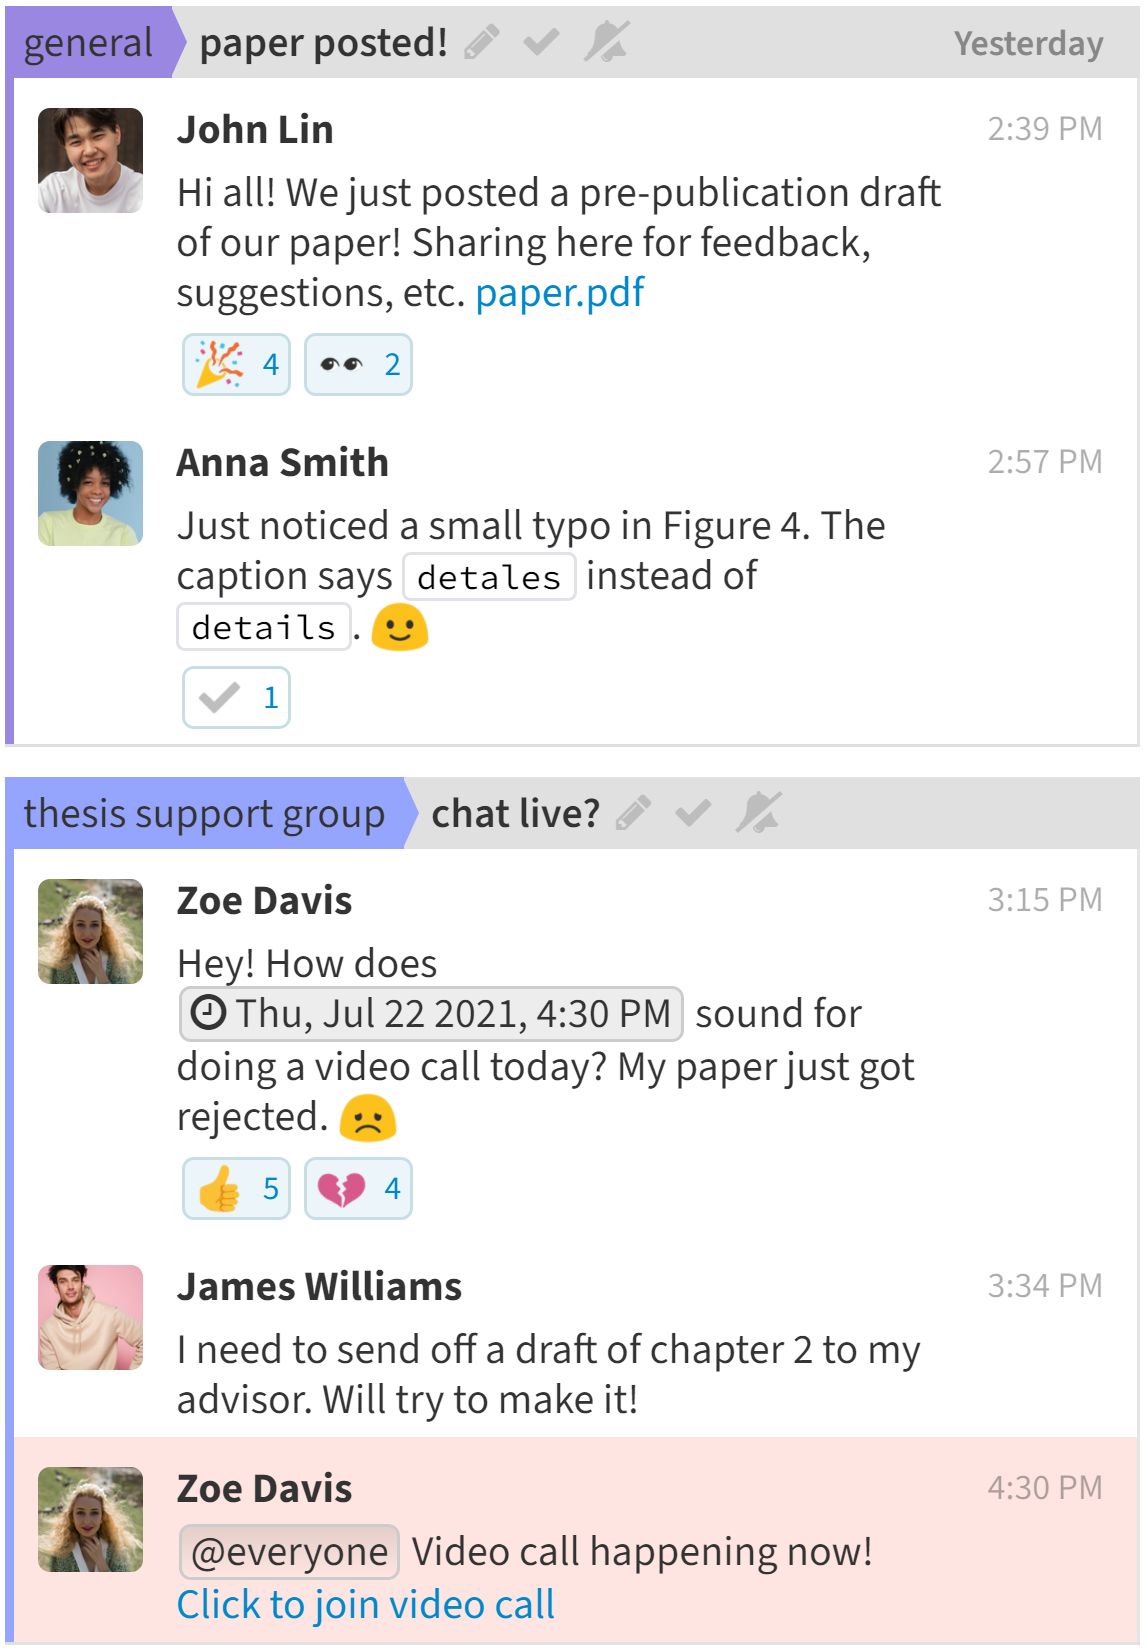 general paper posted! Yesterday
John Lin 2:39 PM
Hi all! We just posted a pre-publication draft
of our paper! Sharing here for feedback,
suggestions, etc. paper.pdf
4 2
Anna Smith 2:57 PM
Just noticed a small typo in Figure 4. The
caption says detales instead of
details.
1
thesis support group chat live?
Zoe Davis 3:15 PM
Hey! How does
Thu, Jul 22 2021, 4:30 PM sound for
doing a video call today? My paper just got
rejected.
5 4
James Williams 3:34 PM
I need to send off a draft of chapter 2 to my
advisor. Will try to make it!
Zoe Davis 4:30 PM
@everyone Video call happening now!
Click to join video call